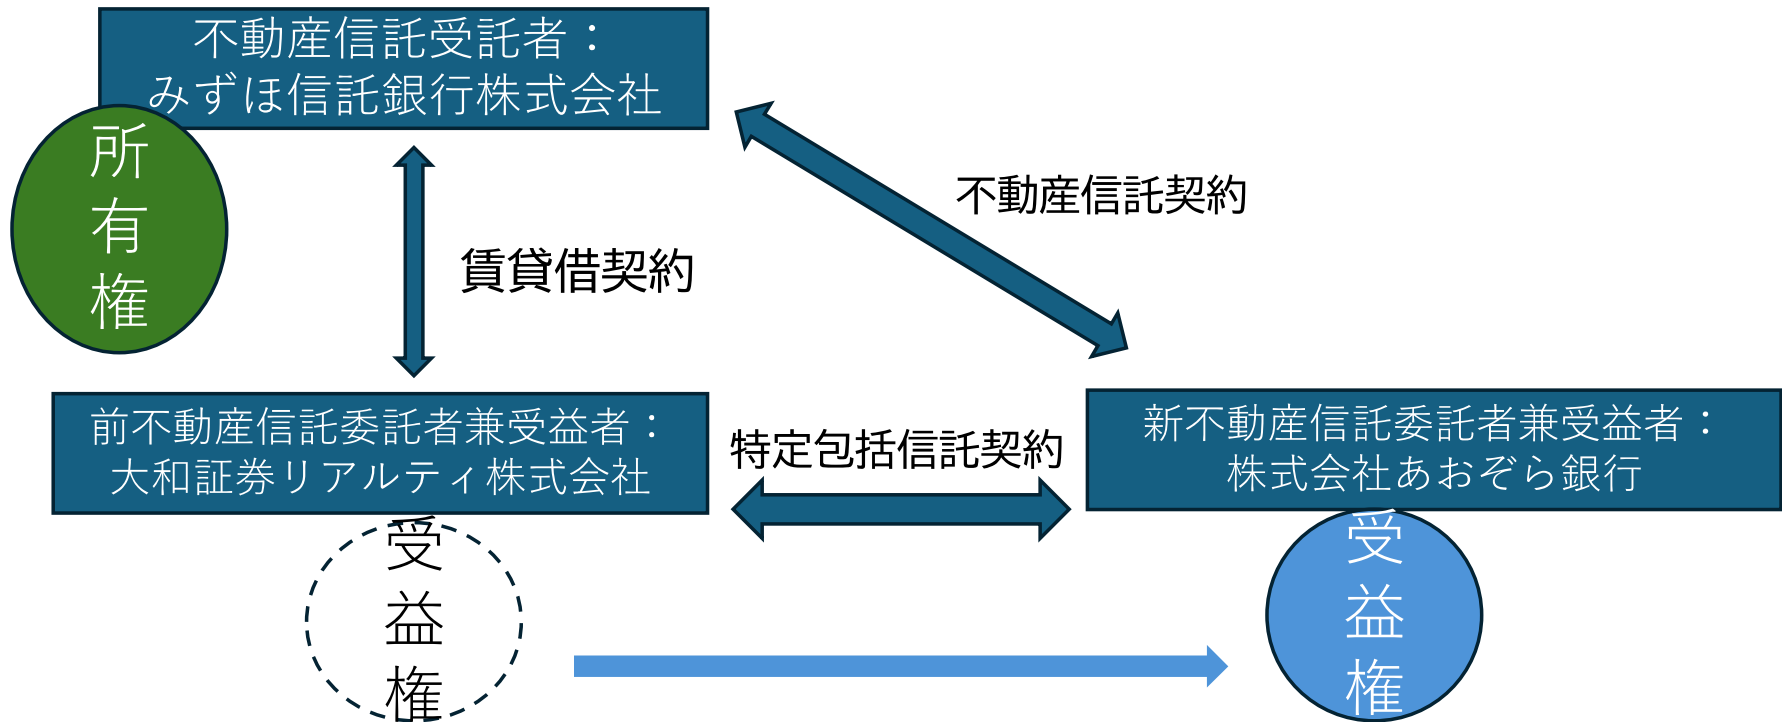 不動産信託受託者：
みずほ信託銀行株式会社
所
有
権
不動産信託契約
賃貸借契約
前不動産信託委託者兼受益者：
大和証券リアルティ株式会社
特定包括信託契約
新不動産信託委託者兼受益者：
株式会社あおぞら銀行
受
益
権
受
益
権